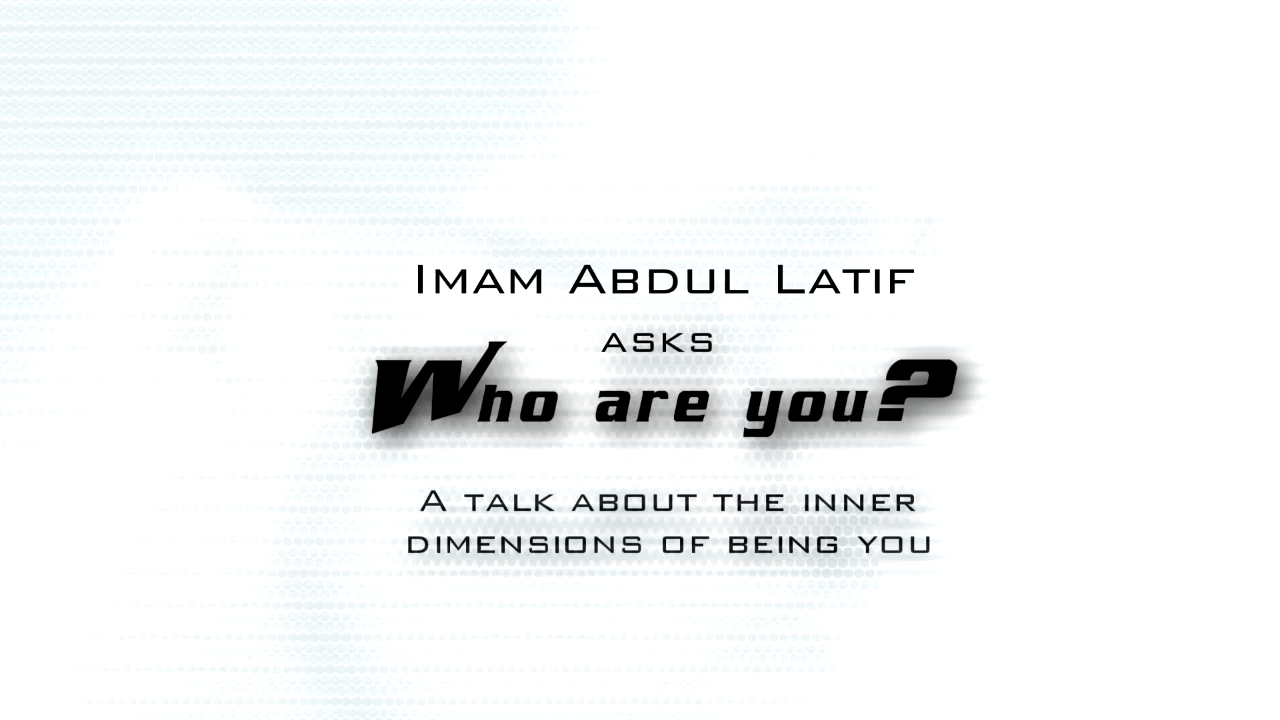 Imam Abdul Latif
asks
Who are you?
A talk about the inner
dimensions of being you